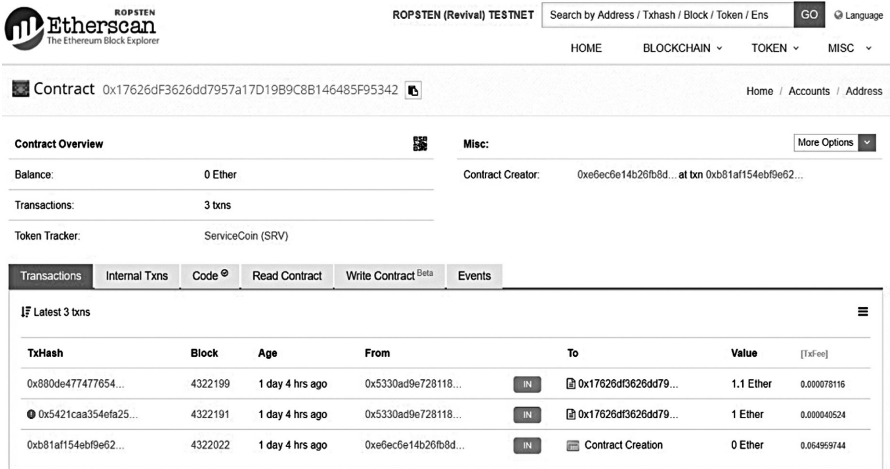 ROPSTEN
Etherscan
The Ethereum Block Explorer
ROPSTEN (Revival) TESTNET Search by Address / Txhash / Block / Token / Ens GO Language
HOME BLOCKCHAIN TOKEN MISC
Contract 0x17626dF3626dd7957a17D19B9C8B146485F95342
Home / Accounts / Address
Contract Overview
Balance: 0 Ether
Transactions: 3 txns
Token Tracker: ServiceCoin (SRV)
Misc: More Options
Contract Creator: 0xe6ec6e14b26fb8d... at txn 0xb81af154ebf9e62...
Transactions Internal Txns Code Read Contract Write Contract Beta Events
Latest 3 txns
TxHash Block Age From To Value [TxFee]
0x880de477477654... 4322199 1 day 4 hrs ago 0x5330ad9e728118... IN 0x17626df3626dd79... 1.1 Ether 0.000078116
0x5421caa354efa25... 4322191 1 day 4 hrs ago 0x5330ad9e728118... IN 0x17626df3626dd79... 1 Ether 0.000040524
0xb81af154ebf9e62... 4322022 1 day 4 hrs ago 0xe6ec6e14b26fb8d... IN Contract Creation 0 Ether 0.064959744